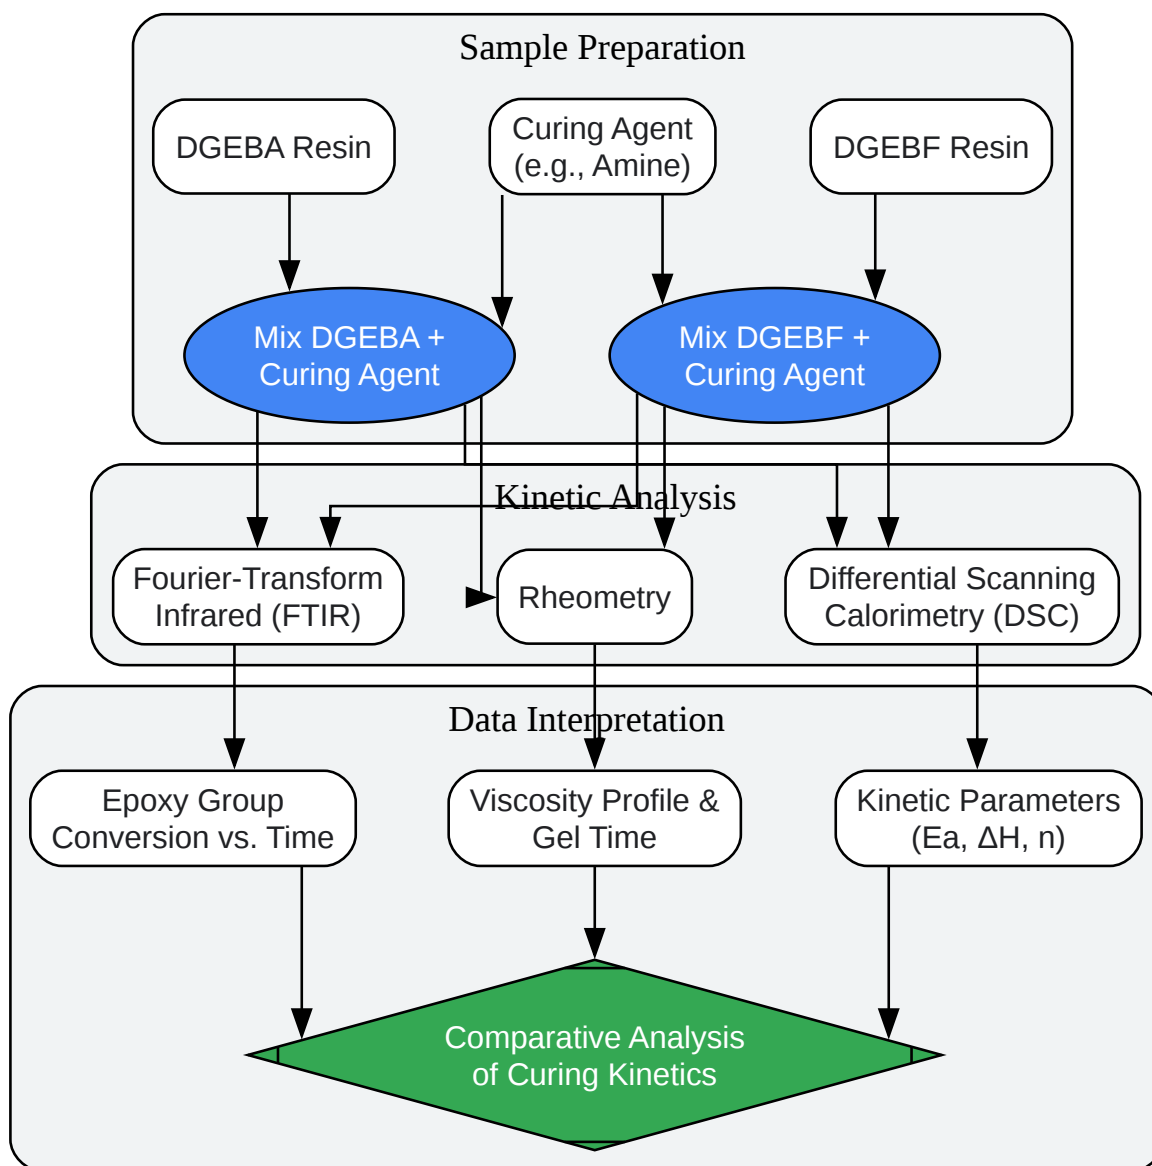 Sample Preparation
DGEBA Resin
Curing Agent
(e.g., Amine)
DGEBF Resin
Mix DGEBA +
Curing Agent
Mix DGEBF +
Curing Agent
Kinetic Analysis
Fourier-Transform
Infrared (FTIR)
Rheometry
Differential Scanning
Calorimetry (DSC)
Data Interpretation
Epoxy Group
Conversion vs. Time
Viscosity Profile &
Gel Time
Kinetic Parameters
(Ea, ΔH, n)
Comparative Analysis
of Curing Kinetics